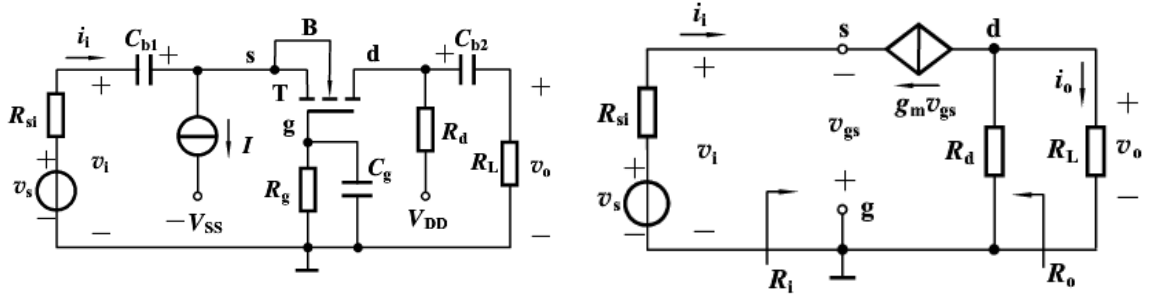 i_i
C_b1
+
B
s
d
C_b2
+
+
T
+
R_si
g
I
R_d
+
v_i
C_g
R_L
v_o
v_s
R_g
−
−V_SS
V_DD
−
−
i_i
s
d
+
−
g_m v_gs
i_o
+
R_si
v_gs
v_i
R_d
R_L
v_o
+
+
v_s
g
−
−
−
R_i
R_o